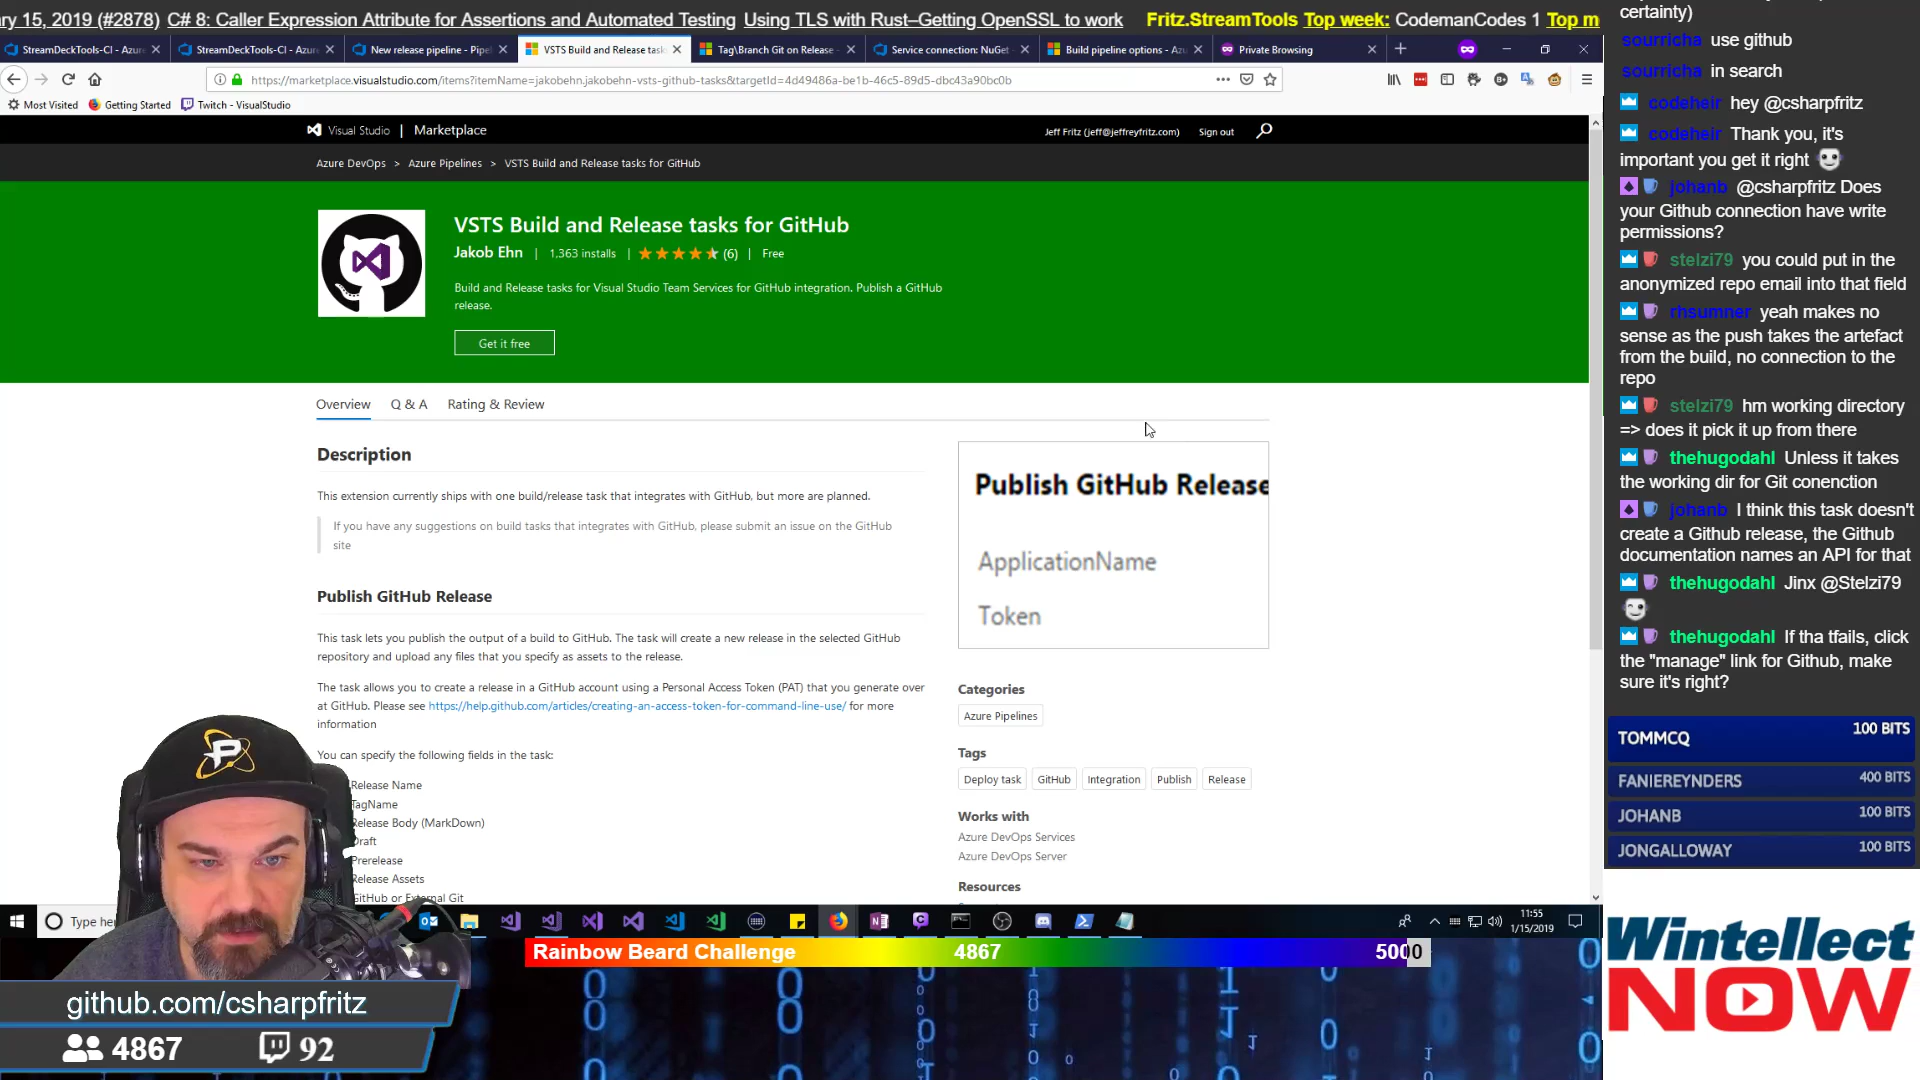 ry 15, 2019 (#2878) C# 8: Caller Expression Attribute for Assertions and Automated Testing Using TLS with Rust–Getting OpenSSL to work Fritz.StreamTools Top week: CodemanCodes 1 Top m
StreamDeckTools-CI - Azur
StreamDeckTools-CI - Azure
New release pipeline - Pipel
VSTS Build and Release task
Tag\Branch Git on Release -
Service connection: NuGet -
Build pipeline options - Azu
Private Browsing
https://marketplace.visualstudio.com/items?itemName=jakobehn.jakobehn-vsts-github-tasks&targetId=4d49486a-be1b-46c5-89d5-dbc43a90bc0b
Most Visited
Getting Started
Twitch - VisualStudio
Visual Studio | Marketplace
Jeff Fritz (jeff@jeffreyfritz.com)
Sign out
Azure DevOps > Azure Pipelines > VSTS Build and Release tasks for GitHub
VSTS Build and Release tasks for GitHub
Jakob Ehn | 1,363 installs | (6) | Free
Build and Release tasks for Visual Studio Team Services for GitHub integration. Publish a GitHub
release.
Get it free
Overview
Q & A
Rating & Review
Description
This extension currently ships with one build/release task that integrates with GitHub, but more are planned.
If you have any suggestions on build tasks that integrates with GitHub, please submit an issue on the GitHub
site
Publish GitHub Release
This task lets you publish the output of a build to GitHub. The task will create a new release in the selected GitHub
repository and upload any files that you specify as assets to the release.
The task allows you to create a release in a GitHub account using a Personal Access Token (PAT) that you generate over
at GitHub. Please see https://help.github.com/articles/creating-an-access-token-for-command-line-use/ for more
information
You can specify the following fields in the task:
Release Name
TagName
Release Body (MarkDown)
Draft
Prerelease
Release Assets
GitHub or External Git
Publish GitHub Release
ApplicationName
Token
Categories
Azure Pipelines
Tags
Deploy task
GitHub
Integration
Publish
Release
Works with
Azure DevOps Services
Azure DevOps Server
Resources
Type her
11:55
1/15/2019
certainty)
sourricha use github
sourricha in search
codeheir hey @csharpfritz
codeheir Thank you, it's
important you get it right
johanb @csharpfritz Does
your Github connection have write
permissions?
stelzi79 you could put in the
anonymized repo email into that field
rhsumner yeah makes no
sense as the push takes the artefact
from the build, no connection to the
repo
stelzi79 hm working directory
=> does it pick it up from there
thehugodahl Unless it takes
the working dir for Git conenction
johanb I think this task doesn't
create a Github release, the Github
documentation names an API for that
thehugodahl Jinx @Stelzi79
thehugodahl If tha tfails, click
the "manage" link for Github, make
sure it's right?
TOMMCQ 100 BITS
FANIEREYNDERS 400 BITS
JOHANB 100 BITS
JONGALLOWAY 100 BITS
Rainbow Beard Challenge 4867 5000
github.com/csharpfritz
4867 92
Wintellect
NOW